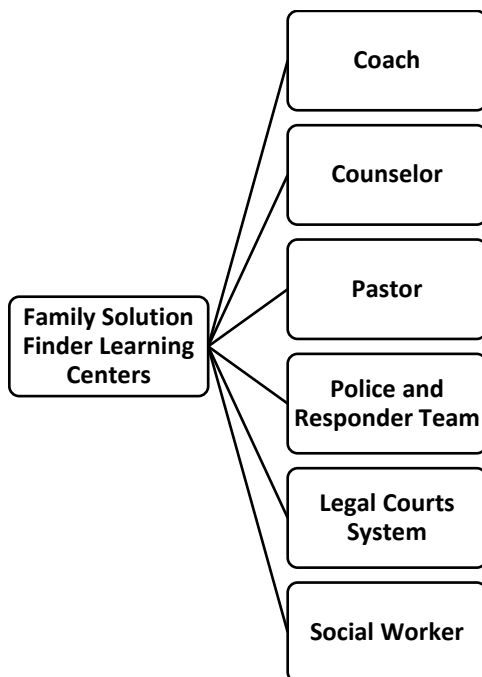 Coach
Counselor
Pastor
Family Solution
Finder Learning
Centers
Police and
Responder Team
Legal Courts
System
Social Worker